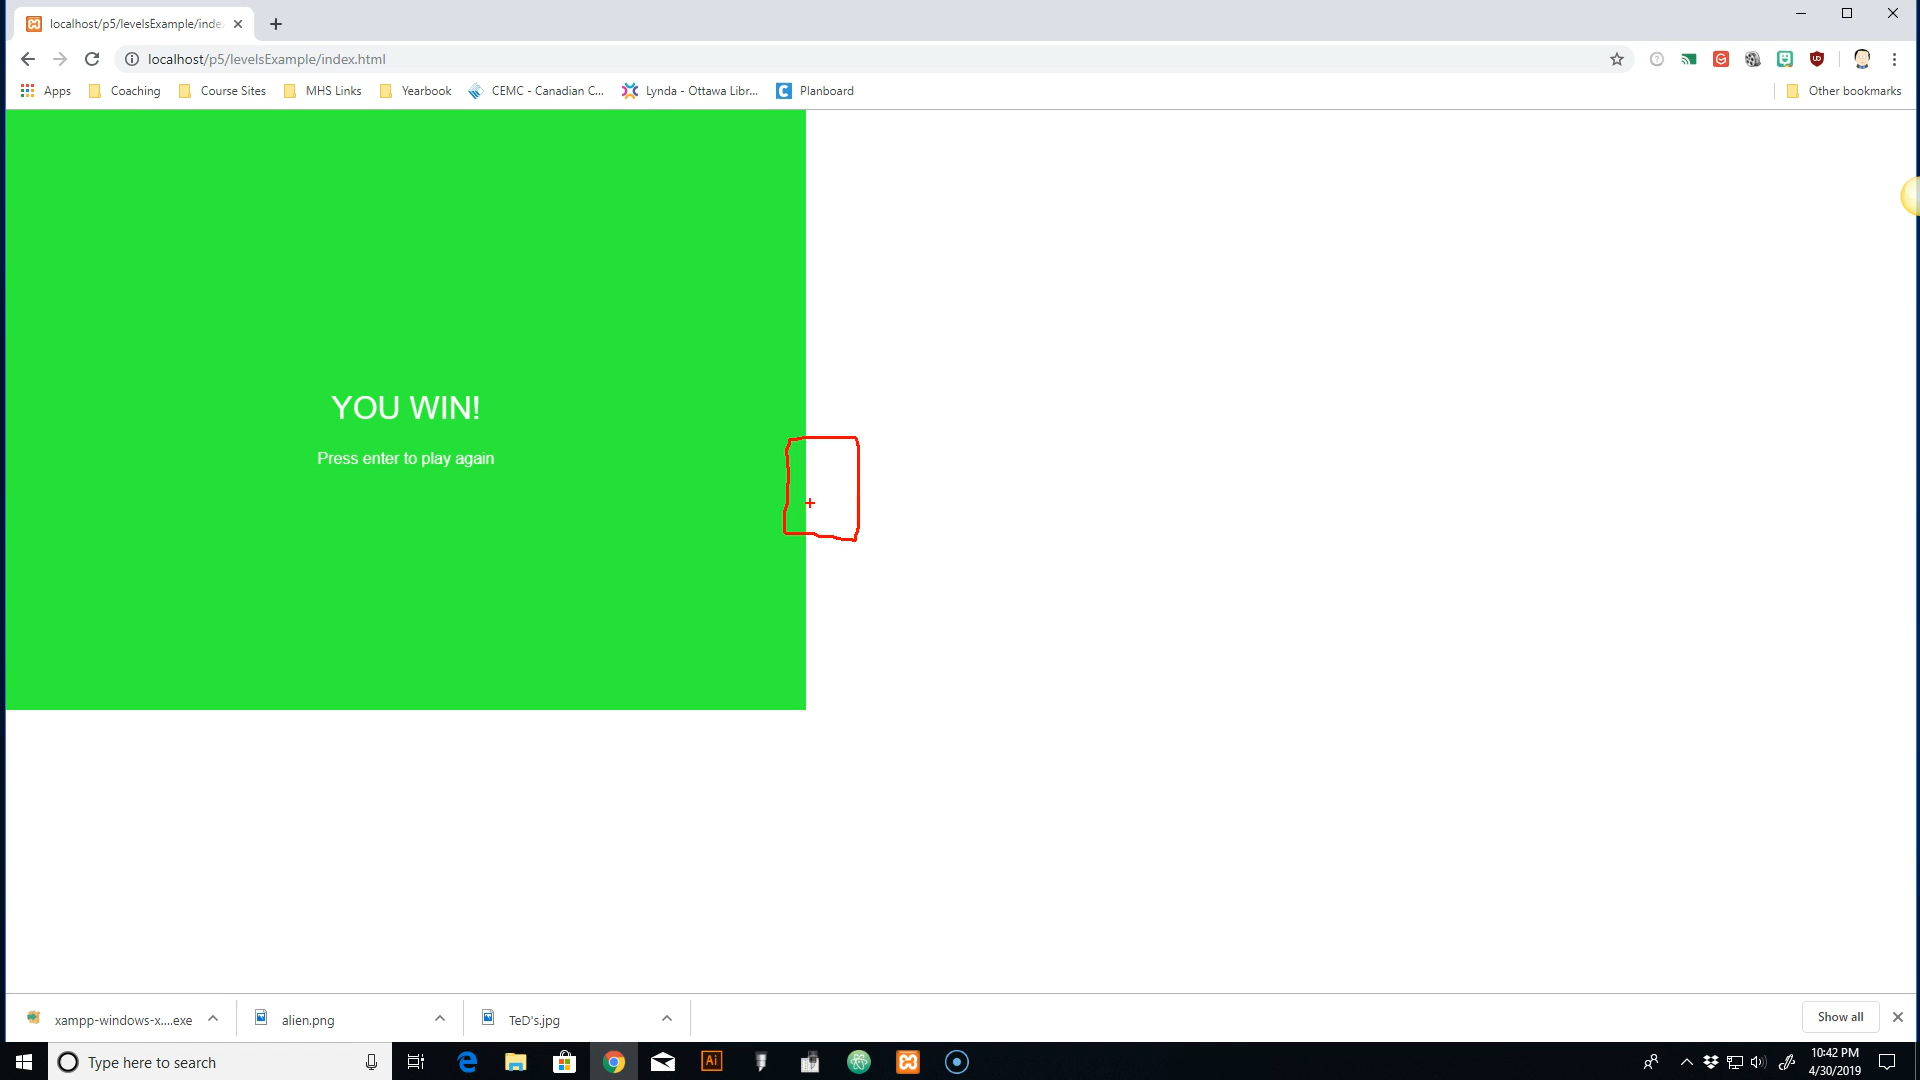 localhost/p5/levelsExample/inde
localhost/p5/levelsExample/index.html
Apps Coaching Course Sites MHS Links Yearbook CEMC - Canadian C... Lynda - Ottawa Libr... Planboard Other bookmarks
YOU WIN!
Press enter to play again
xampp-windows-x....exe alien.png TeD's.jpg Show all
Type here to search
Ai
10:42 PM
4/30/2019